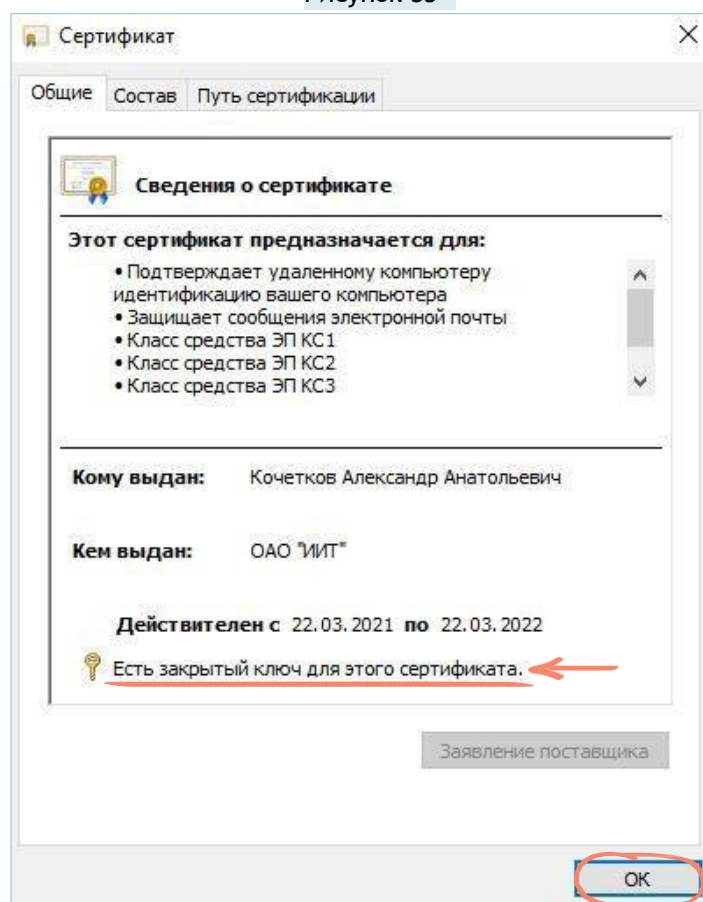 Сертификат
Общие Состав Путь сертификации
Сведения о сертификате
Этот сертификат предназначается для:
• Подтверждает удаленному компьютеру
идентификацию вашего компьютера
• Защищает сообщения электронной почты
• Класс средства ЭП КС1
• Класс средства ЭП КС2
• Класс средства ЭП КС3
Кому выдан: Кочетков Александр Анатольевич
Кем выдан: ОАО "ИИТ"
Действителен с 22.03.2021 по 22.03.2022
Есть закрытый ключ для этого сертификата.
Заявление поставщика
ОК